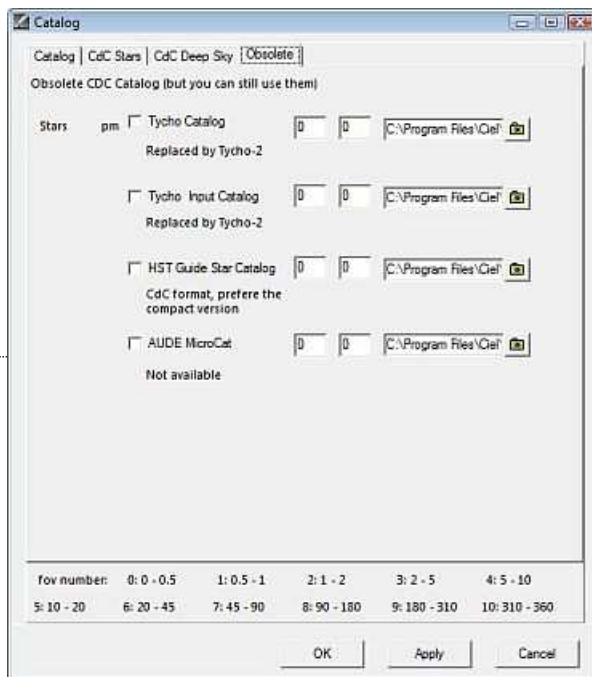 Catalog
Catalog CdC Stars CdC Deep Sky Obsolete
Obsolete CDC Catalog (but you can still use them)
Stars pm Tycho Catalog 0 0 C:\Program Files\Ciel\
Replaced by Tycho-2
Tycho Input Catalog 0 0 C:\Program Files\Ciel\
Replaced by Tycho-2
HST Guide Star Catalog 0 0 C:\Program Files\Ciel\
CdC format, prefere the
compact version
AUDE MicroCat 0 0 C:\Program Files\Ciel\
Not available
fov number: 0: 0 - 0.5 1: 0.5 - 1 2: 1 - 2 3: 2 - 5 4: 5 - 10
5: 10 - 20 6: 20 - 45 7: 45 - 90 8: 90 - 180 9: 180 - 310 10: 310 - 360
OK Apply Cancel